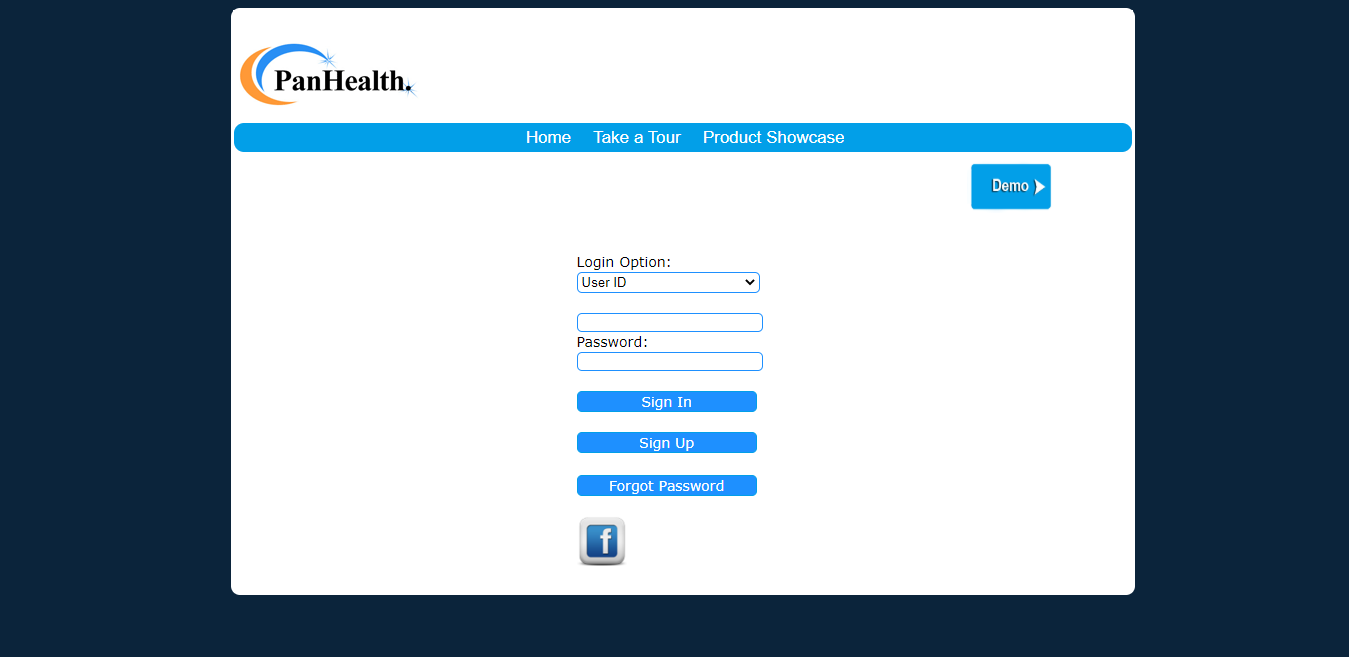 PanHealth.
Home Take a Tour Product Showcase
Demo
Login Option:
User ID
Password:
Sign In
Sign Up
Forgot Password
f